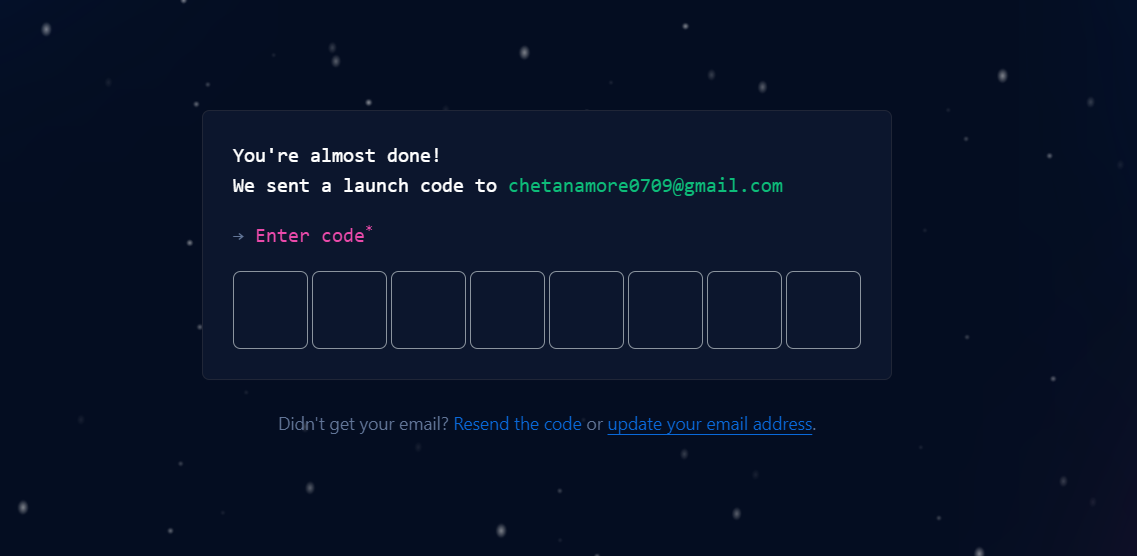 You're almost done!
We sent a launch code to chetanamore0709@gmail.com
→ Enter code*
Didn't get your email? Resend the code or update your email address.